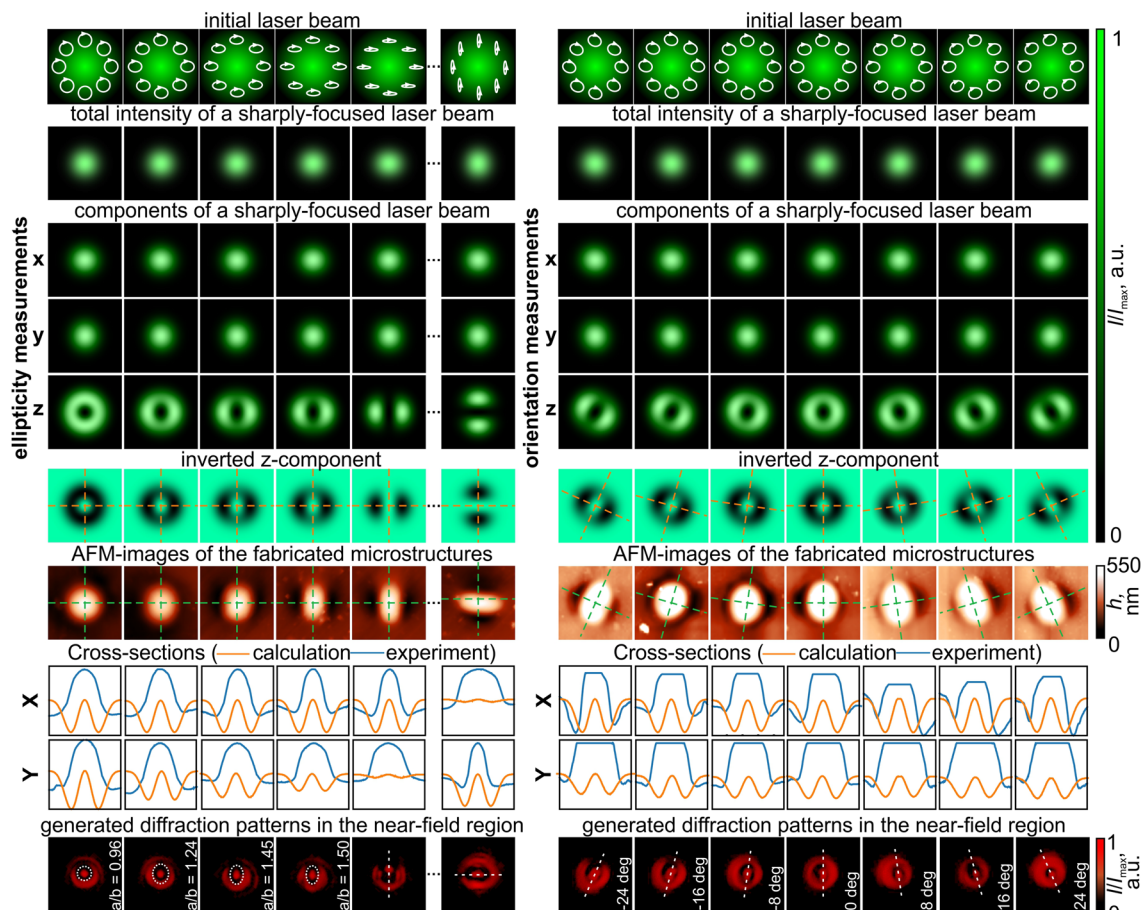 initial laser beam
initial laser beam
1
...
total intensity of a sharply-focused laser beam
total intensity of a sharply-focused laser beam
...
components of a sharply-focused laser beam
components of a sharply-focused laser beam
ellipticity measurements
orientation measurements
x
...
x
y
...
y
z
...
z
I/Imax, a.u.
inverted z-component
inverted z-component
...
0
AFM-images of the fabricated microstructures
AFM-images of the fabricated microstructures
...
550
h, nm
0
Cross-sections ( calculation experiment)
Cross-sections ( calculation experiment)
X
X
Y
Y
generated diffraction patterns in the near-field region
generated diffraction patterns in the near-field region
a/b = 0.96
a/b = 1.24
a/b = 1.45
a/b = 1.50
-24 deg
-16 deg
-8 deg
0 deg
8 deg
16 deg
24 deg
1
I/Imax, a.u.
0